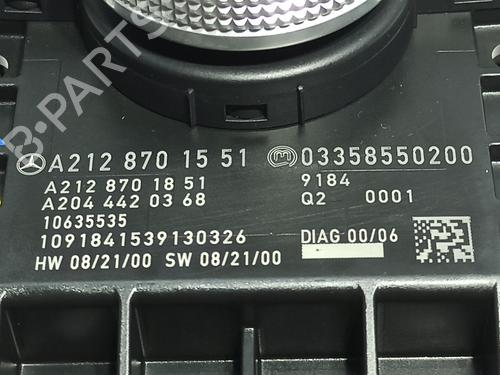 A212 870 15 51 03358550200
A212 870 18 51 9184
A204 442 03 68 Q2 0001
10635535
1091841539130326 DIAG 00/06
HW 08/21/00 SW 08/21/00
B-PARTS